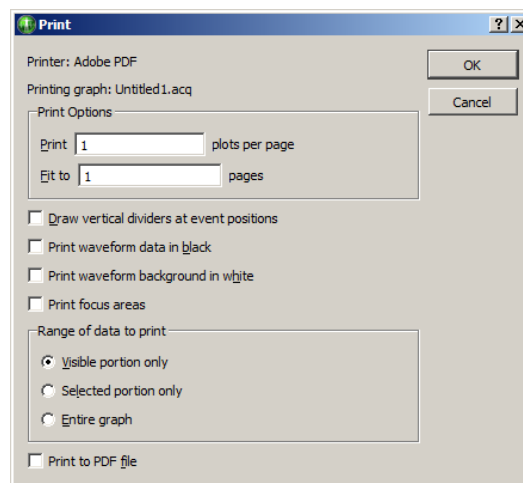 Print
Printer: Adobe PDF
OK
Printing graph: Untitled1.acq
Cancel
Print Options
Print 1 plots per page
Fit to 1 pages
Draw vertical dividers at event positions
Print waveform data in black
Print waveform background in white
Print focus areas
Range of data to print
Visible portion only
Selected portion only
Entire graph
Print to PDF file